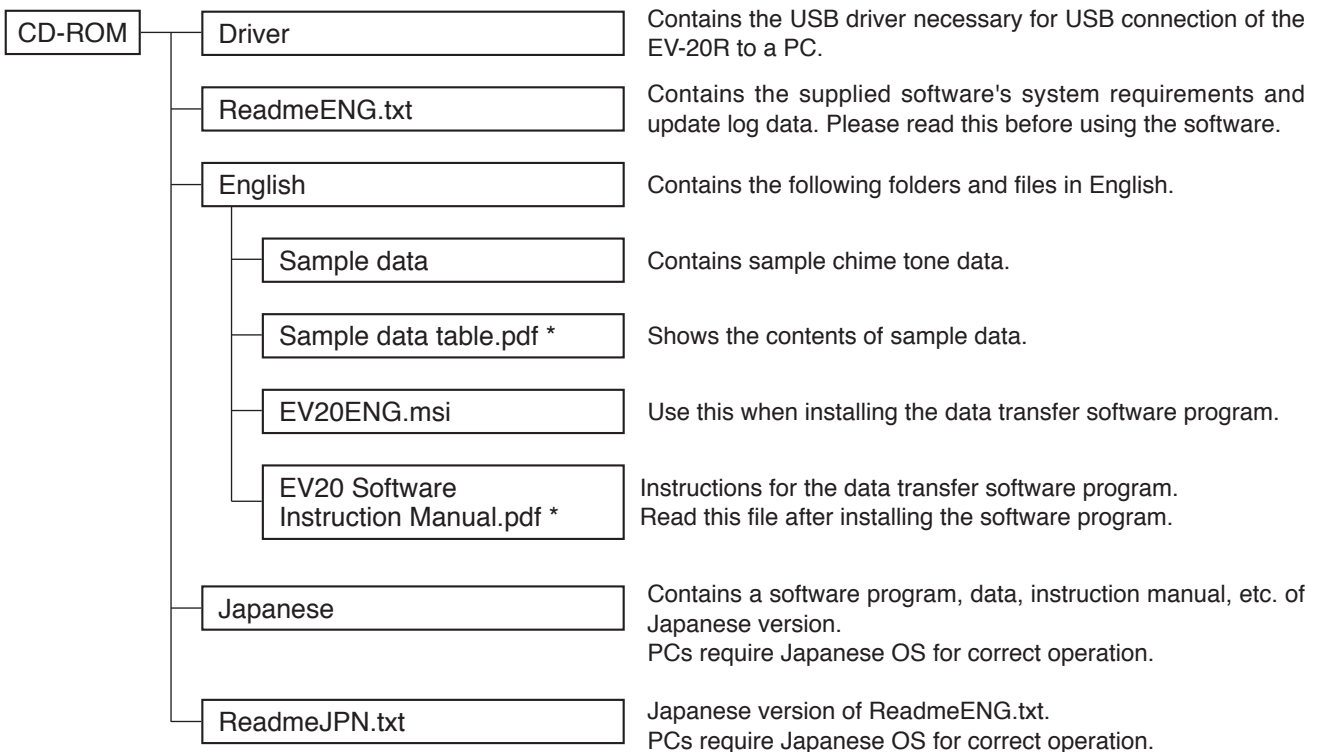 CD-ROM
Driver
Contains the USB driver necessary for USB connection of the
EV-20R to a PC.
ReadmeENG.txt
Contains the supplied software's system requirements and
update log data. Please read this before using the software.
English
Contains the following folders and files in English.
Sample data
Contains sample chime tone data.
Sample data table.pdf *
Shows the contents of sample data.
EV20ENG.msi
Use this when installing the data transfer software program.
EV20 Software
Instruction Manual.pdf *
Instructions for the data transfer software program.
Read this file after installing the software program.
Japanese
Contains a software program, data, instruction manual, etc. of
Japanese version.
PCs require Japanese OS for correct operation.
ReadmeJPN.txt
Japanese version of ReadmeENG.txt.
PCs require Japanese OS for correct operation.